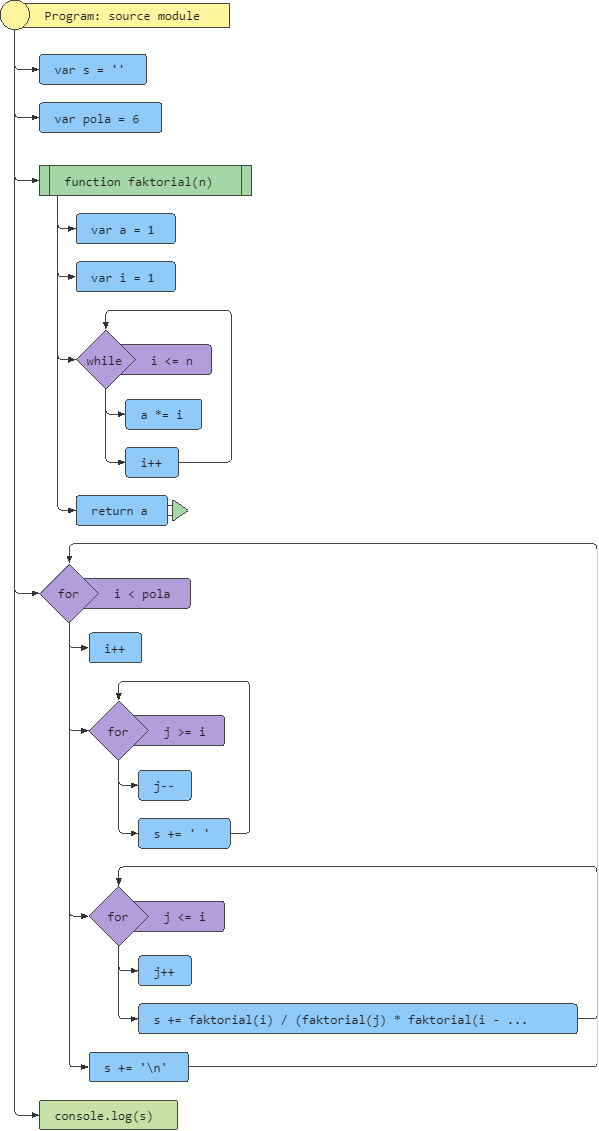 Program: source module
var s = ''
var pola = 6
function faktorial(n)
var a = 1
var i = 1
while i <= n
a *= i
i++
return a
for i < pola
i++
for j >= i
j--
s += ' '
for j <= i
j++
s += faktorial(i) / (faktorial(j) * faktorial(i - ...
s += '\n'
console.log(s)